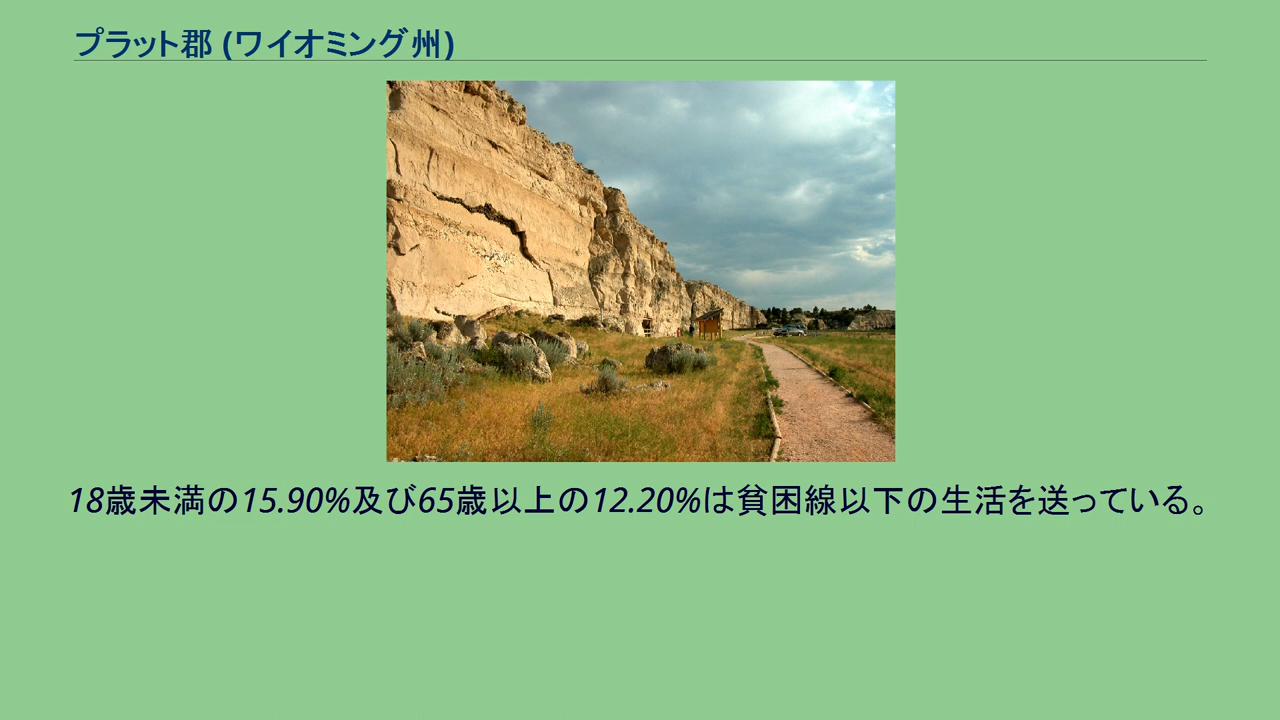 プラット郡 (ワイオミング州)
18歳未満の15.90%及び65歳以上の12.20%は貧困線以下の生活を送っている。